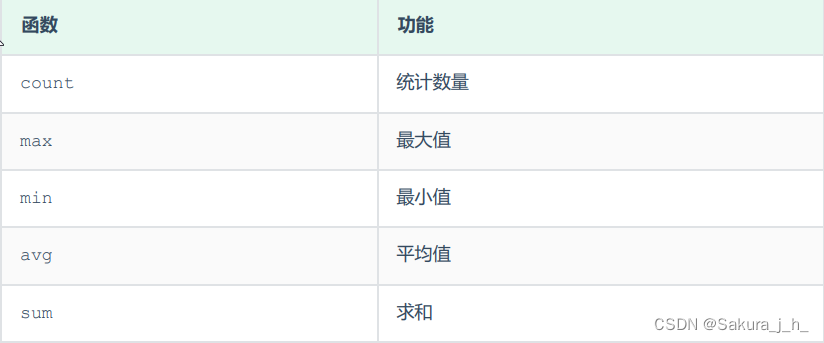 函数 功能
count 统计数量
max 最大值
min 最小值
avg 平均值
sum 求和
CSDN @Sakura_j_h_